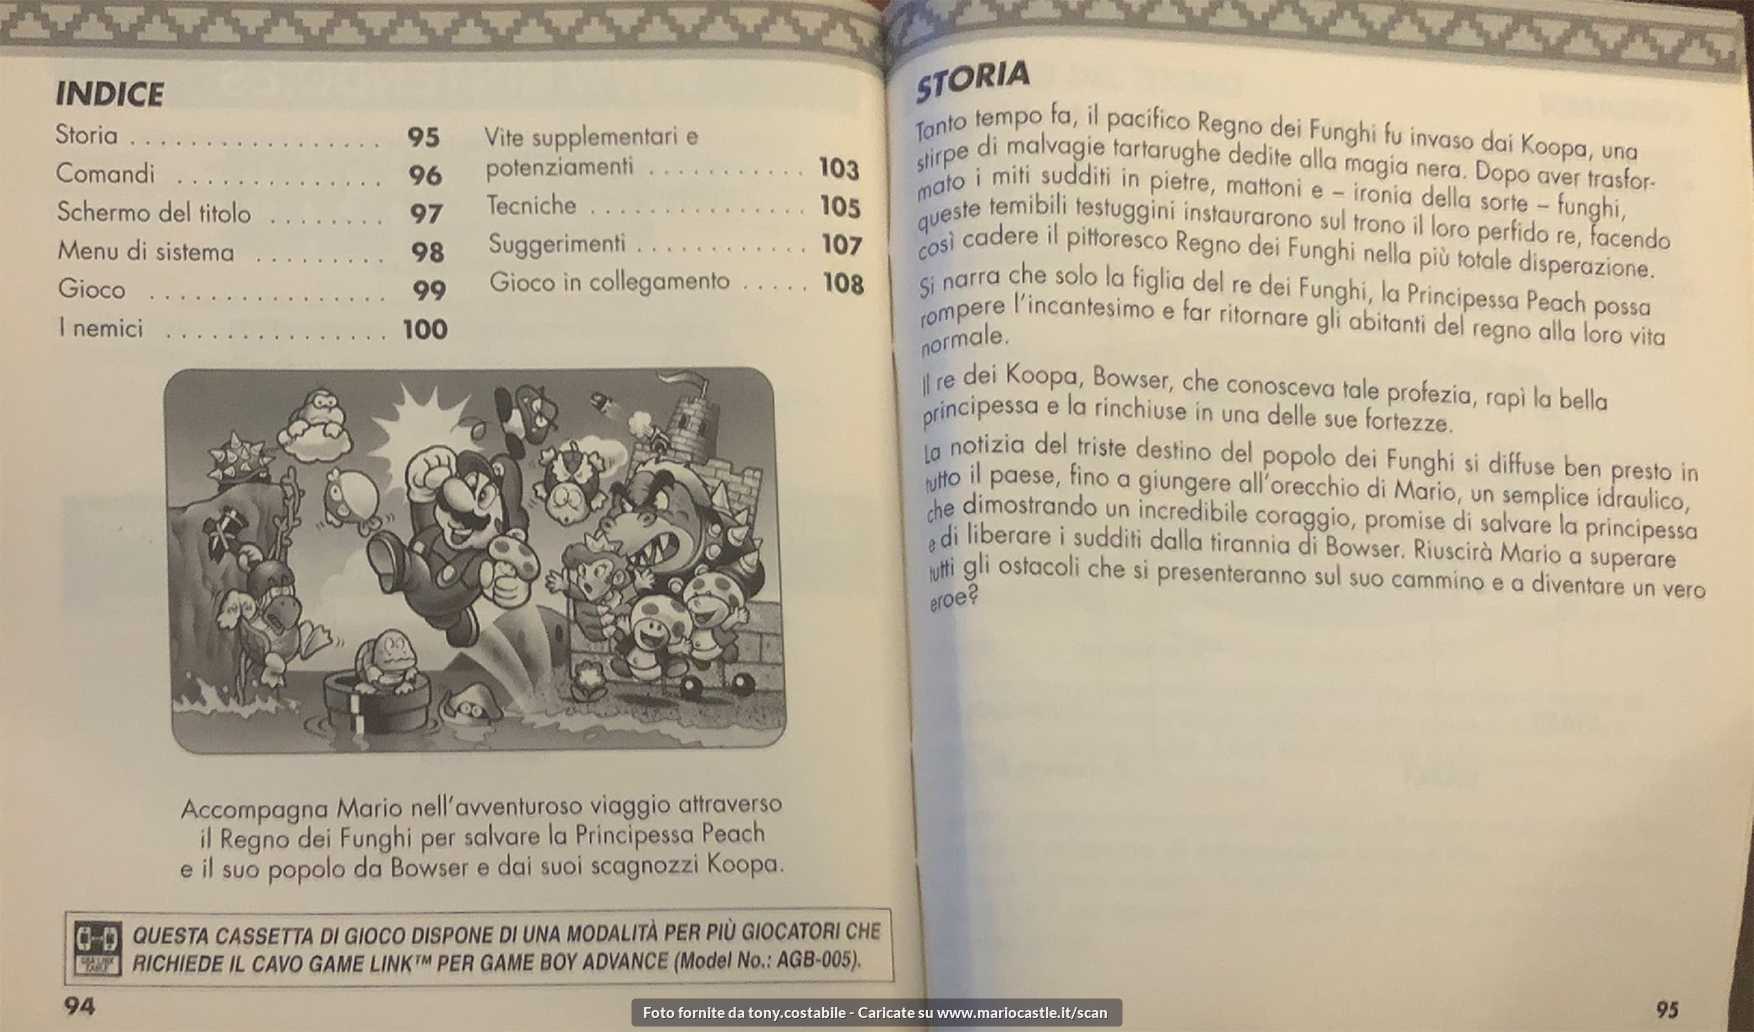 INDICE
Storia . . . . . . . . . . . . . . . . . 95
Comandi . . . . . . . . . . . . . . 96
Schermo del titolo . . . . . . . . 97
Menu di sistema . . . . . . . . . 98
Gioco . . . . . . . . . . . . . . . . 99
I nemici . . . . . . . . . . . . . . . 100
Vite supplementari e
potenziamenti . . . . . . . . . . . 103
Tecniche . . . . . . . . . . . . . . . 105
Suggerimenti . . . . . . . . . . . . 107
Gioco in collegamento . . . . . 108
Accompagna Mario nell'avventuroso viaggio attraverso
il Regno dei Funghi per salvare la Principessa Peach
e il suo popolo da Bowser e dai suoi scagnozzi Koopa.
GBA LINK
CABLE
QUESTA CASSETTA DI GIOCO DISPONE DI UNA MODALITÀ PER PIÙ GIOCATORI CHE
RICHIEDE IL CAVO GAME LINK™ PER GAME BOY ADVANCE (Model No.: AGB-005).
94
STORIA
Tanto tempo fa, il pacifico Regno dei Funghi fu invaso dai Koopa, una
stirpe di malvagie tartarughe dedite alla magia nera. Dopo aver trasfor-
mato i miti sudditi in pietre, mattoni e – ironia della sorte – funghi,
queste temibili testuggini instaurarono sul trono il loro perfido re, facendo
così cadere il pittoresco Regno dei Funghi nella più totale disperazione.
Si narra che solo la figlia del re dei Funghi, la Principessa Peach possa
rompere l'incantesimo e far ritornare gli abitanti del regno alla loro vita
normale.
Il re dei Koopa, Bowser, che conosceva tale profezia, rapì la bella
principessa e la rinchiuse in una delle sue fortezze.
La notizia del triste destino del popolo dei Funghi si diffuse ben presto in
tutto il paese, fino a giungere all'orecchio di Mario, un semplice idraulico,
che dimostrando un incredibile coraggio, promise di salvare la principessa
e di liberare i sudditi dalla tirannia di Bowser. Riuscirà Mario a superare
tutti gli ostacoli che si presenteranno sul suo cammino e a diventare un vero
eroe?
95
Foto fornite da tony.costabile - Caricate su www.mariocastle.it/scan